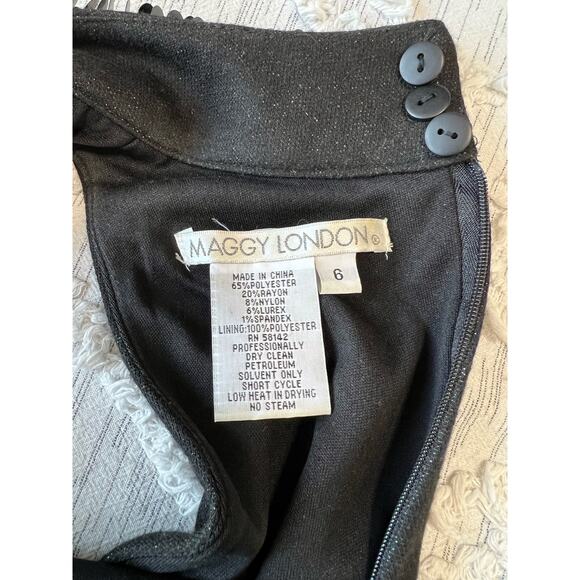 MAGGY LONDON®
6
MADE IN CHINA
65%POLYESTER
20%RAYON
8%NYLON
6%LUREX
1%SPANDEX
LINING:100%POLYESTER
RN 58142
PROFESSIONALLY
DRY CLEAN
PETROLEUM
SOLVENT ONLY
SHORT CYCLE
LOW HEAT IN DRYING
NO STEAM